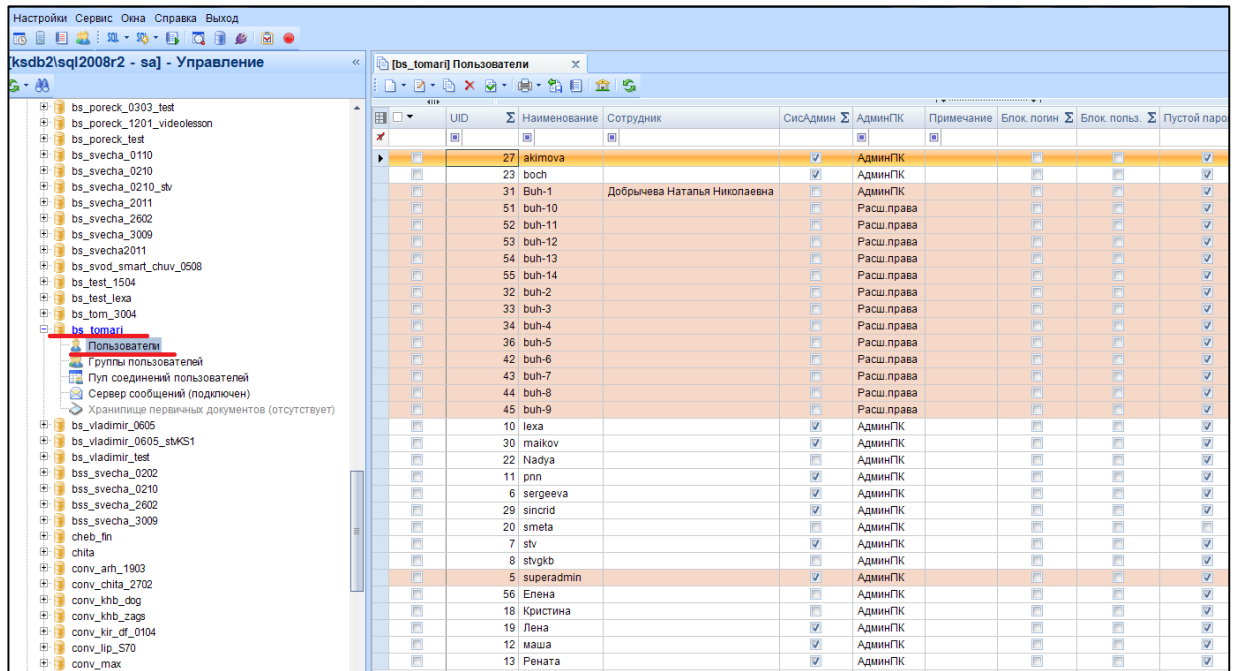 Настройки Сервис Окна Справка Выход
[ksdb2\sql2008r2 - sa] - Управление «
bs_poreck_0303_test
bs_poreck_1201_videolesson
bs_poreck_test
bs_svecha_0110
bs_svecha_0210
bs_svecha_0210_stv
bs_svecha_2011
bs_svecha_2602
bs_svecha_3009
bs_svecha2011
bs_svod_smart_chuv_0508
bs_test_1504
bs_test_lexa
bs_tom_3004
bs_tomari
Пользователи
Группы пользователей
Пул соединений пользователей
Сервер сообщений (подключен)
Хранилище первичных документов (отсутствует)
bs_vladimir_0605
bs_vladimir_0605_stvKS1
bs_vladimir_test
bss_svecha_0202
bss_svecha_0210
bss_svecha_2602
bss_svecha_3009
cheb_fin
chita
conv_arh_1903
conv_chita_2702
conv_khb_dog
conv_khb_zags
conv_kir_df_0104
conv_lip_S70
conv_max
[bs_tomari] Пользователи x
UID Σ Наименование Сотрудник СисАдмин Σ АдминПК Примечание Блок. логин Σ Блок. польз. Σ Пустой паро
27 akimova АдминПК
23 boch АдминПК
31 Buh-1 Добрычева Наталья Николаевна АдминПК
51 buh-10 Расш.права
52 buh-11 Расш.права
53 buh-12 Расш.права
54 buh-13 Расш.права
55 buh-14 Расш.права
32 buh-2 Расш.права
33 buh-3 Расш.права
34 buh-4 Расш.права
36 buh-5 Расш.права
42 buh-6 Расш.права
43 buh-7 Расш.права
44 buh-8 Расш.права
45 buh-9 Расш.права
10 lexa АдминПК
30 maikov АдминПК
22 Nadya АдминПК
11 pnn АдминПК
6 sergeeva АдминПК
29 sincrid АдминПК
20 smeta АдминПК
7 stv АдминПК
8 stvgkb АдминПК
5 superadmin АдминПК
56 Елена АдминПК
18 Кристина АдминПК
19 Лена АдминПК
12 маша АдминПК
13 Рената АдминПК